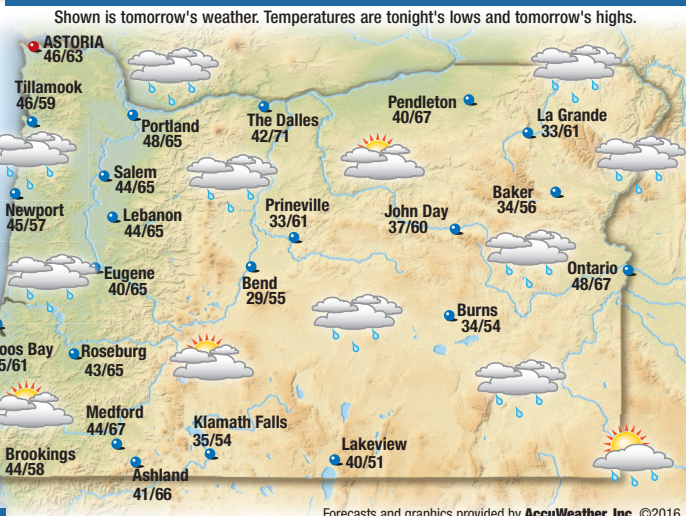 Shown is tomorrow's weather. Temperatures are tonight's lows and tomorrow's highs.
ASTORIA
46/63
Tillamook
46/59
Portland
48/65
The Dalles
42/71
Pendleton
40/67
La Grande
33/61
Salem
44/65
Newport
45/57
Lebanon
44/65
Prineville
33/61
John Day
37/60
Baker
34/56
Eugene
40/65
Bend
29/55
Ontario
48/67
Burns
34/54
oos Bay
5/61
Roseburg
43/65
Medford
44/67
Klamath Falls
35/54
Lakeview
40/51
Brookings
44/58
Ashland
41/66
Forecasts and graphics provided by AccuWeather, Inc. ©2016